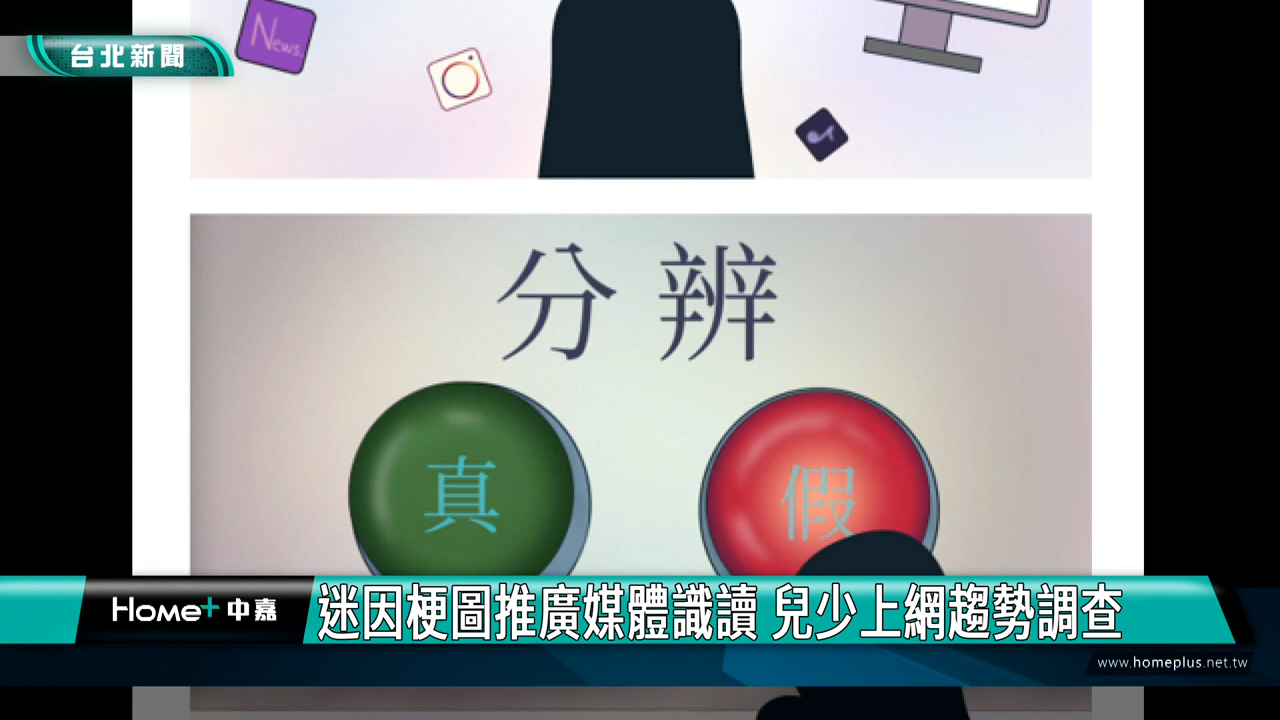 News.
台北新聞
分辨
真
假
Home+中嘉
迷因梗圖推廣媒體識讀 兒少上網趨勢調查
www.homeplus.net.tw